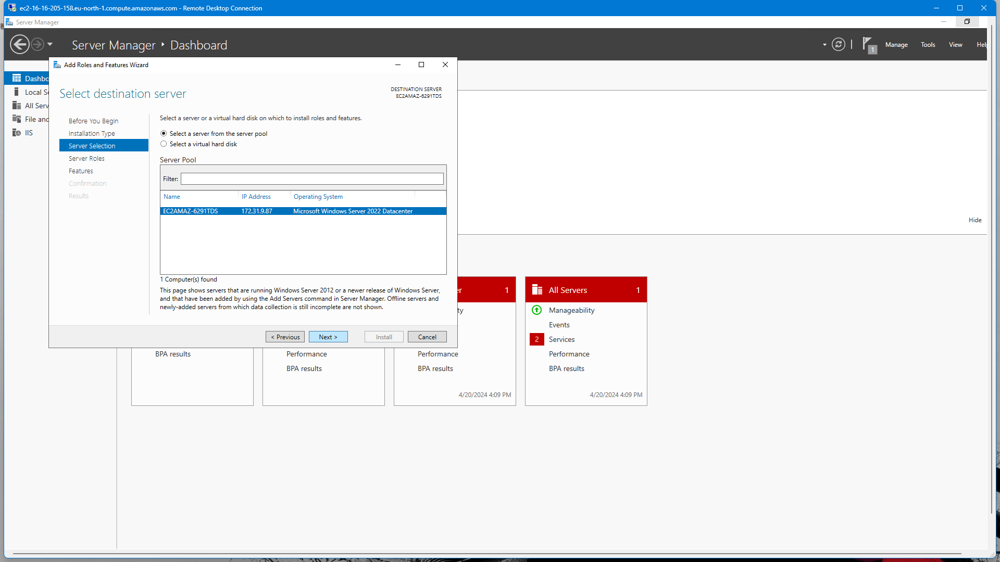 ec2-16-16-205-158.eu-north-1.compute.amazonaws.com - Remote Desktop Connection
Server Manager
Server Manager ‣ Dashboard
1
Manage
Tools
View
Help
Dashbo
Local Se
All Serv
File and
IIS
Add Roles and Features Wizard
Select destination server
DESTINATION SERVER
EC2AMAZ-6291TDS
Before You Begin
Installation Type
Server Selection
Server Roles
Features
Confirmation
Results
Select a server or a virtual hard disk on which to install roles and features.
Select a server from the server pool
Select a virtual hard disk
Server Pool
Filter:
Name IP Address Operating System
EC2AMAZ-6291TDS 172.31.9.87 Microsoft Windows Server 2022 Datacenter
1 Computer(s) found
This page shows servers that are running Windows Server 2012 or a newer release of Windows Server,
and that have been added by using the Add Servers command in Server Manager. Offline servers and
newly-added servers from which data collection is still incomplete are not shown.
< Previous
Next >
Install
Cancel
Hide
BPA results
Performance
BPA results
er 1
ty
Performance
BPA results
4/20/2024 4:09 PM
All Servers 1
Manageability
Events
2 Services
Performance
BPA results
4/20/2024 4:09 PM